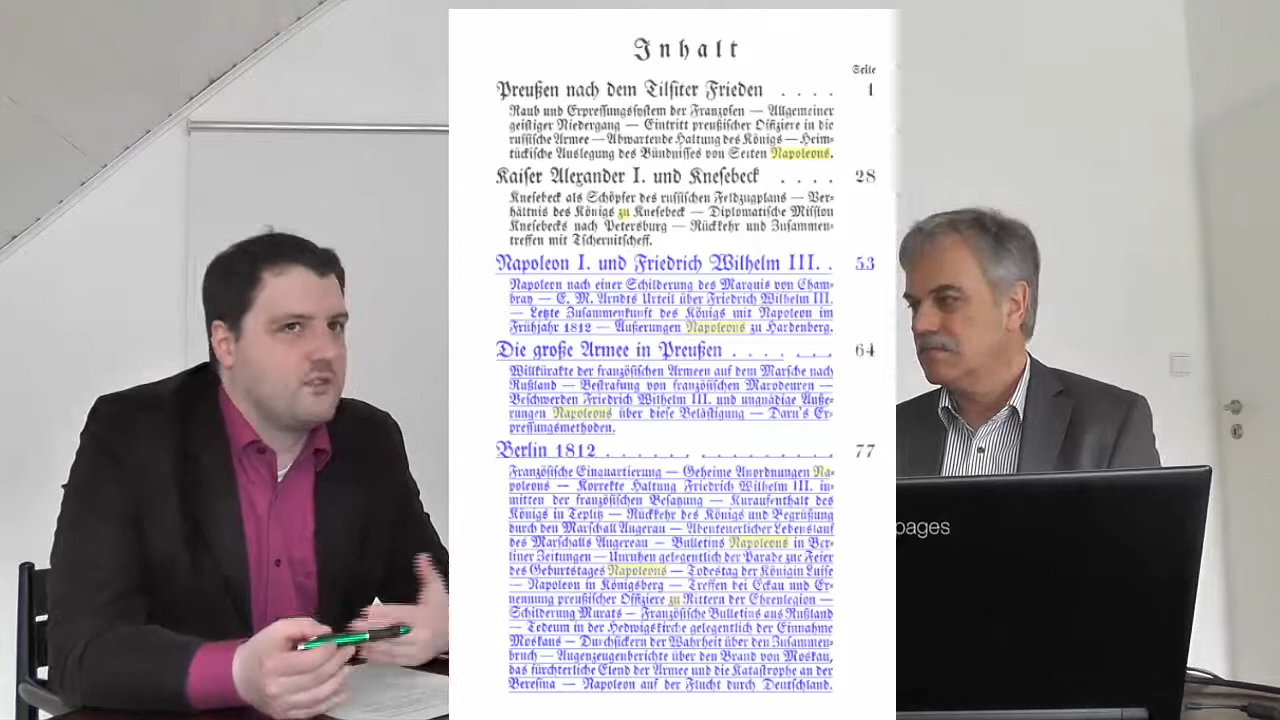 Inhalt
Seite
Preußen nach dem Tilsiter Frieden . . . . 1
Raub und Erpressungssystem der Franzosen — Allgemeiner
geistiger Niedergang — Eintritt preußischer Offiziere in die
russische Armee — Abwartende Haltung des Königs — Heim-
tückische Auslegung des Bündnisses von Seiten Napoleons.
Kaiser Alexander I. und Knesebeck . . . . 28
Knesebeck als Schöpfer des russischen Feldzugplans — Ver-
hältnis des Königs zu Knesebeck — Diplomatische Mission
Knesebecks nach Petersburg — Rückkehr und Zusammen-
treffen mit Tschernitscheff.
Napoleon I. und Friedrich Wilhelm III. . 53
Napoleon nach einer Schilderung des Marquis von Cham-
bray — E. M. Arndts Urteil über Friedrich Wilhelm III.
— Letzte Zusammenkunft des Königs mit Napoleon im
Frühjahr 1812 — Äußerungen Napoleons zu Hardenberg.
Die große Armee in Preußen . . . . . . . 64
Willkürakte der französischen Armeen auf dem Marsche nach
Rußland — Bestrafung von französischen Marodeuren —
Beschwerden Friedrich Wilhelm III. und ungnädige Äuße-
rungen Napoleons über diese Belästigung — Daru's Er-
pressungsmethoden.
Berlin 1812 . . . . . . . . . . . . . 77
Französische Einquartierung — Geheime Anordnungen Na-
poleons — Korrekte Haltung Friedrich Wilhelm III. in-
mitten der französischen Besatzung — Kuraufenthalt des
Königs in Teplitz — Rückkehr des Königs und Begrüßung
durch den Marschall Augerau — Abenteuerlicher Lebenslauf
des Marschalls Augereau — Bulletins Napoleons in Ber-
liner Zeitungen — Unruhen gelegentlich der Parade zur Feier
des Geburtstages Napoleons — Todestag der Königin Luise
— Napoleon in Königsberg — Treffen bei Eckau und Er-
nennung preußischer Offiziere zu Rittern der Ehrenlegion —
Schilderung Murats — Französische Bulletins aus Rußland
— Tedeum in der Hedwigskirche gelegentlich der Einnahme
Moskaus — Durchsickern der Wahrheit über den Zusammen-
bruch — Augenzeugenberichte über den Brand von Moskau,
das fürchterliche Elend der Armee und die Katastrophe an der
Beresina — Napoleon auf der Flucht durch Deutschland.
pages